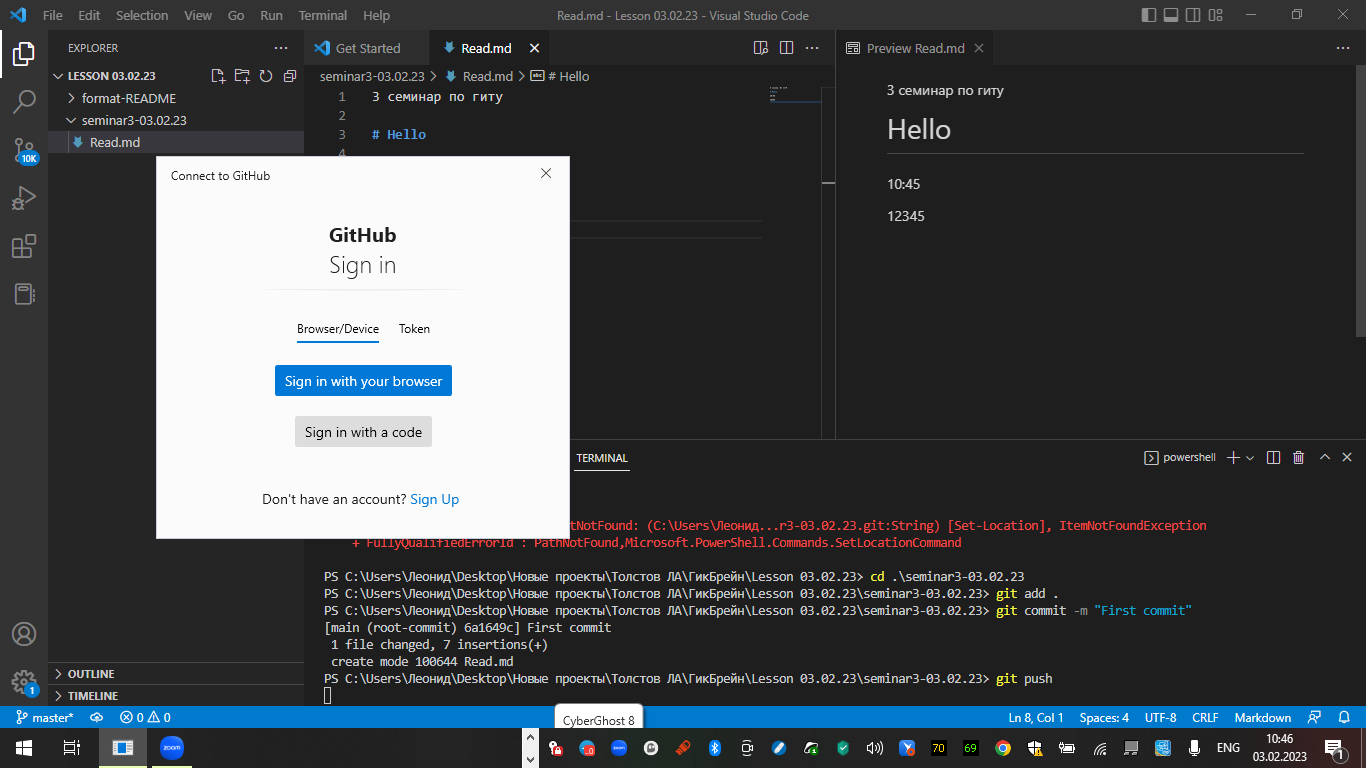 File Edit Selection View Go Run Terminal Help
Read.md - Lesson 03.02.23 - Visual Studio Code
EXPLORER
LESSON 03.02.23
format-README
seminar3-03.02.23
Read.md
10K
1
OUTLINE
TIMELINE
Get Started
Read.md
seminar3-03.02.23 > Read.md > # Hello
1 3 семинар по гиту
2
3 # Hello
4
Preview Read.md
3 семинар по гиту
Hello
10:45
12345
Connect to GitHub
GitHub
Sign in
Browser/Device Token
Sign in with your browser
Sign in with a code
Don't have an account? Sign Up
TERMINAL
powershell
tNotFound: (C:\Users\Леонид...r3-03.02.23.git:String) [Set-Location], ItemNotFoundException
+ FullyQualifiedErrorId : PathNotFound,Microsoft.PowerShell.Commands.SetLocationCommand
PS C:\Users\Леонид\Desktop\Новые проекты\Толстов ЛА\ГикБрейн\Lesson 03.02.23> cd .\seminar3-03.02.23
PS C:\Users\Леонид\Desktop\Новые проекты\Толстов ЛА\ГикБрейн\Lesson 03.02.23\seminar3-03.02.23> git add .
PS C:\Users\Леонид\Desktop\Новые проекты\Толстов ЛА\ГикБрейн\Lesson 03.02.23\seminar3-03.02.23> git commit -m "First commit"
[main (root-commit) 6a1649c] First commit
1 file changed, 7 insertions(+)
create mode 100644 Read.md
PS C:\Users\Леонид\Desktop\Новые проекты\Толстов ЛА\ГикБрейн\Lesson 03.02.23\seminar3-03.02.23> git push
master* 0 0
Ln 8, Col 1 Spaces: 4 UTF-8 CRLF Markdown
CyberGhost 8
zoom
70 69
ENG
10:46
03.02.2023
1